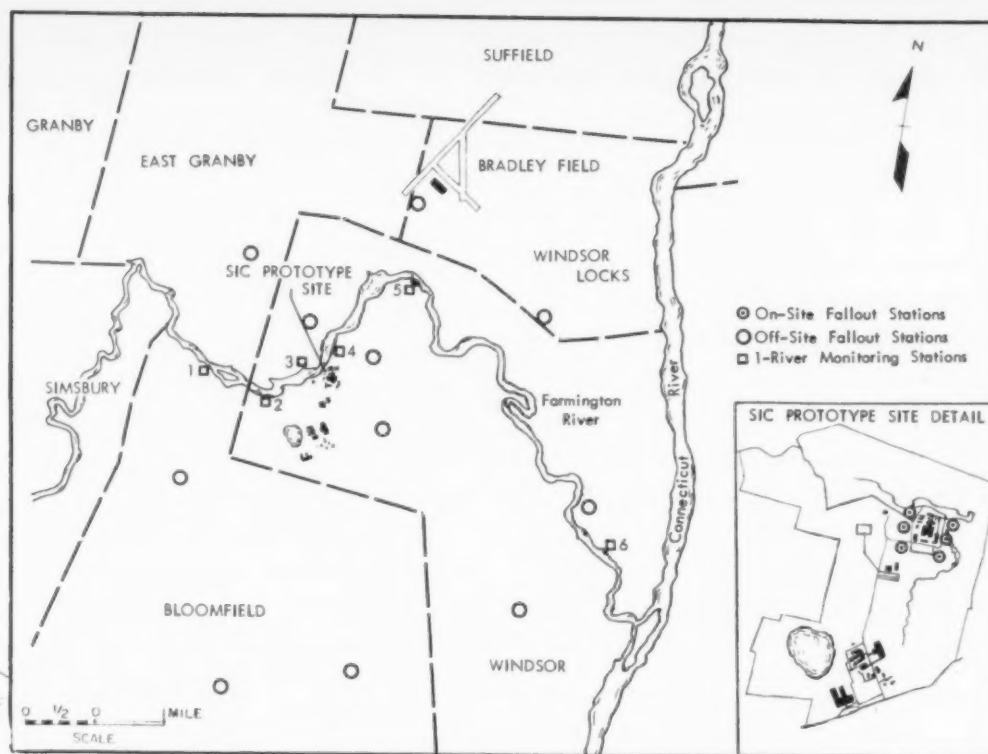 SUFFIELD
N
GRANBY
EAST GRANBY
BRADLEY FIELD
WINDSOR
LOCKS
SIC PROTOTYPE
SITE
5
On-Site Fallout Stations
Off-Site Fallout Stations
1-River Monitoring Stations
3
4
1
2
SIMSBURY
Farmington
River
River
Connecticut
SIC PROTOTYPE SITE DETAIL
6
BLOOMFIELD
WINDSOR
0 1/2 0 MILE
SCALE